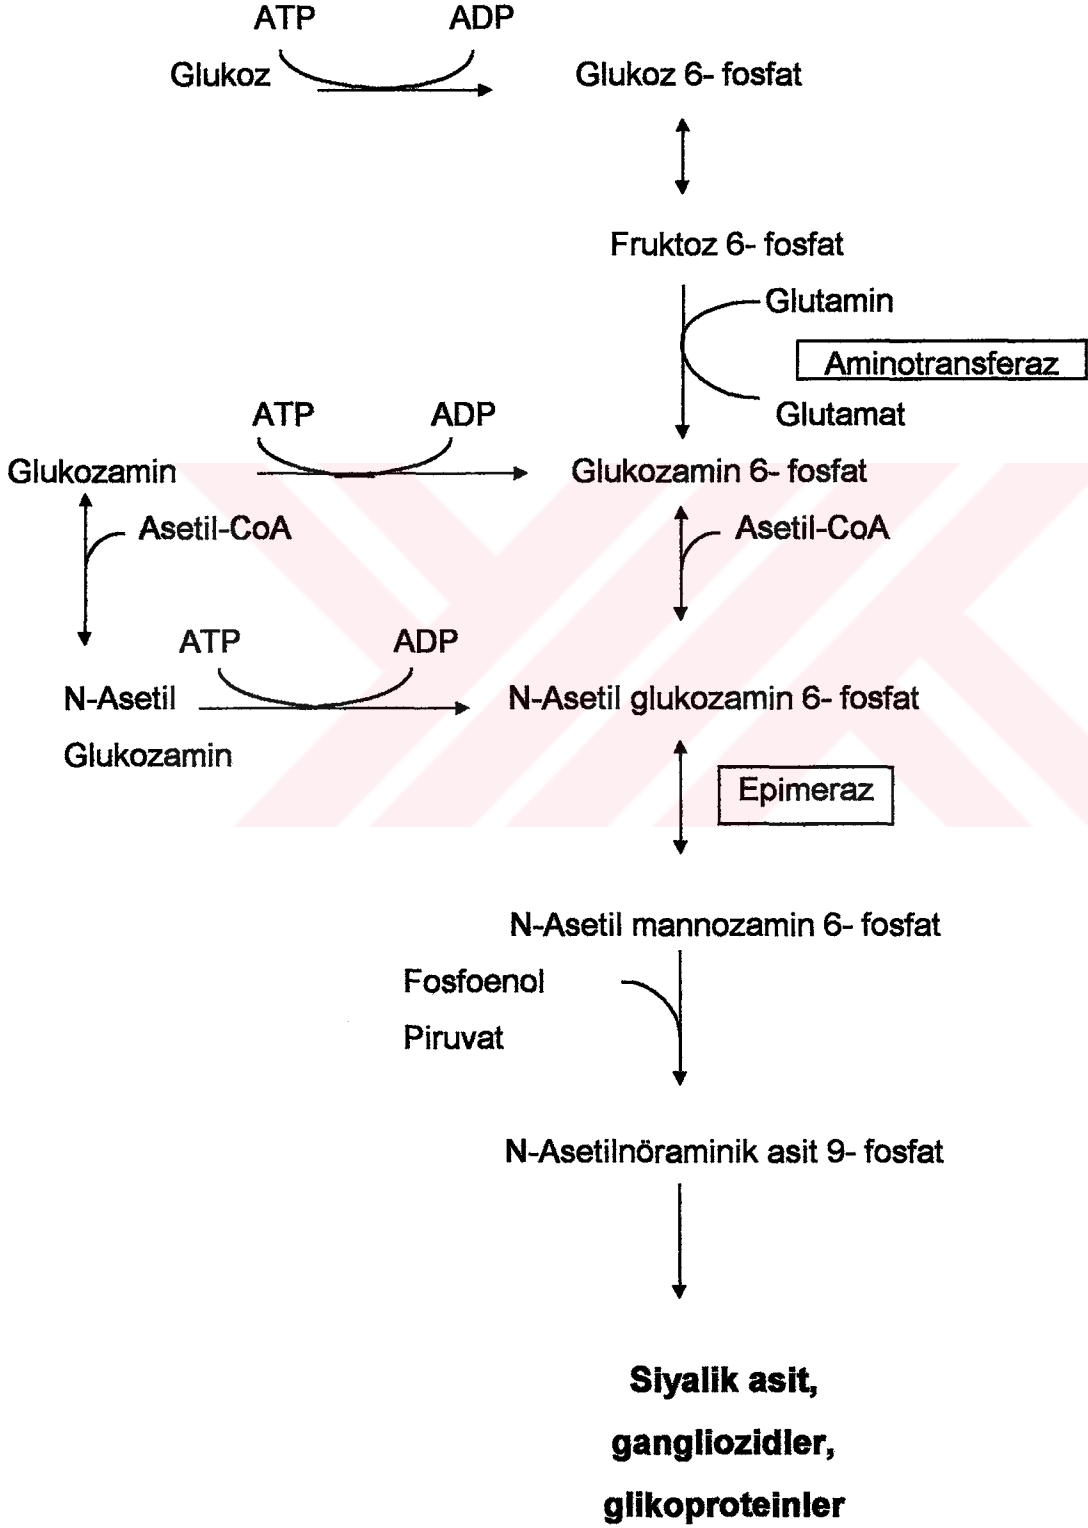 ATP ADP
Glukoz Glukoz 6- fosfat
Fruktoz 6- fosfat
Glutamin
Aminotransferaz
Glutamat
ATP ADP
Glukozamin Glukozamin 6- fosfat
Asetil-CoA Asetil-CoA
ATP ADP
N-Asetil N-Asetil glukozamin 6- fosfat
Glukozamin
Epimeraz
N-Asetil mannozamin 6- fosfat
Fosfoenol
Piruvat
N-Asetilnöraminik asit 9- fosfat
Siyalik asit,
gangliozidler,
glikoproteinler